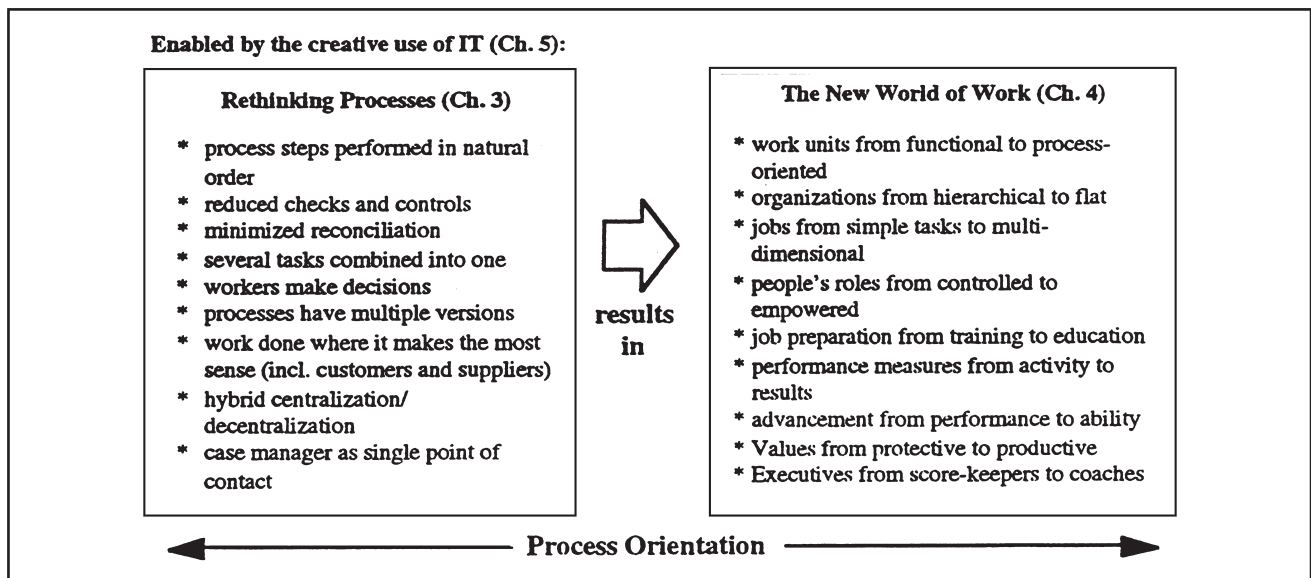 Enabled by the creative use of IT (Ch. 5):
Rethinking Processes (Ch. 3)
* process steps performed in natural
order
* reduced checks and controls
* minimized reconciliation
* several tasks combined into one
* workers make decisions
* processes have multiple versions
* work done where it makes the most
sense (incl. customers and suppliers)
* hybrid centralization/
decentralization
* case manager as single point of
contact
results
in
The New World of Work (Ch. 4)
* work units from functional to process-
oriented
* organizations from hierarchical to flat
* jobs from simple tasks to multi-
dimensional
* people's roles from controlled to
empowered
* job preparation from training to education
* performance measures from activity to
results
* advancement from performance to ability
* Values from protective to productive
* Executives from score-keepers to coaches
Process Orientation